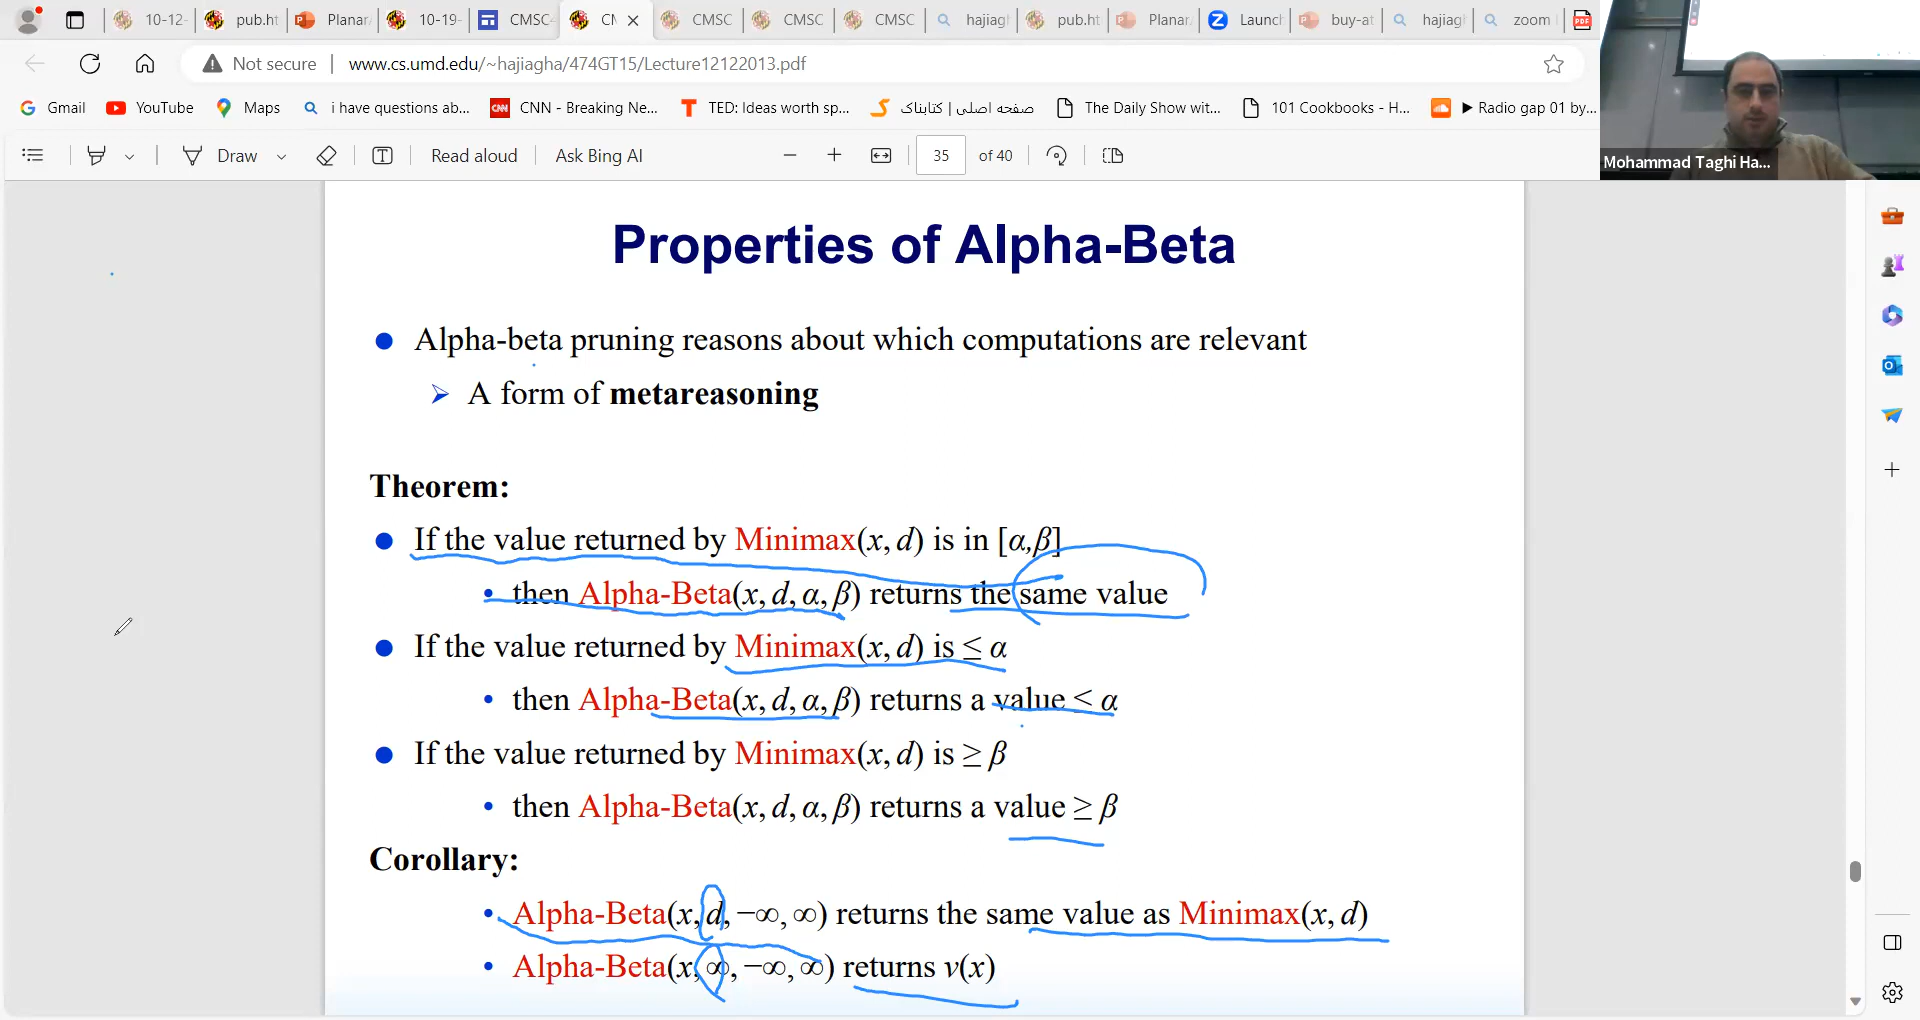 10-12-
pub.ht
Planar
10-19-
CMSC-
CM
CMSC
CMSC
CMSC
hajiagh
pub.ht
Planar
Launch
buy-at
hajiagh
zoom
Not secure
www.cs.umd.edu/~hajiagha/474GT15/Lecture12122013.pdf
Gmail
YouTube
Maps
i have questions ab...
CNN - Breaking Ne...
TED: Ideas worth sp...
صفحه اصلی | کتابناک
The Daily Show wit...
101 Cookbooks - H...
▶ Radio gap 01 by...
Draw
Read aloud
Ask Bing AI
35 of 40
Mohammad Taghi Ha...
Properties of Alpha-Beta
● Alpha-beta pruning reasons about which computations are relevant
➢ A form of metareasoning
Theorem:
● If the value returned by Minimax(x, d) is in [α,β]
• then Alpha-Beta(x, d, α, β) returns the same value
● If the value returned by Minimax(x, d) is ≤ α
• then Alpha-Beta(x, d, α, β) returns a value ≤ α
● If the value returned by Minimax(x, d) is ≥ β
• then Alpha-Beta(x, d, α, β) returns a value ≥ β
Corollary:
• Alpha-Beta(x, d, −∞, ∞) returns the same value as Minimax(x, d)
• Alpha-Beta(x, ∞, −∞, ∞) returns v(x)